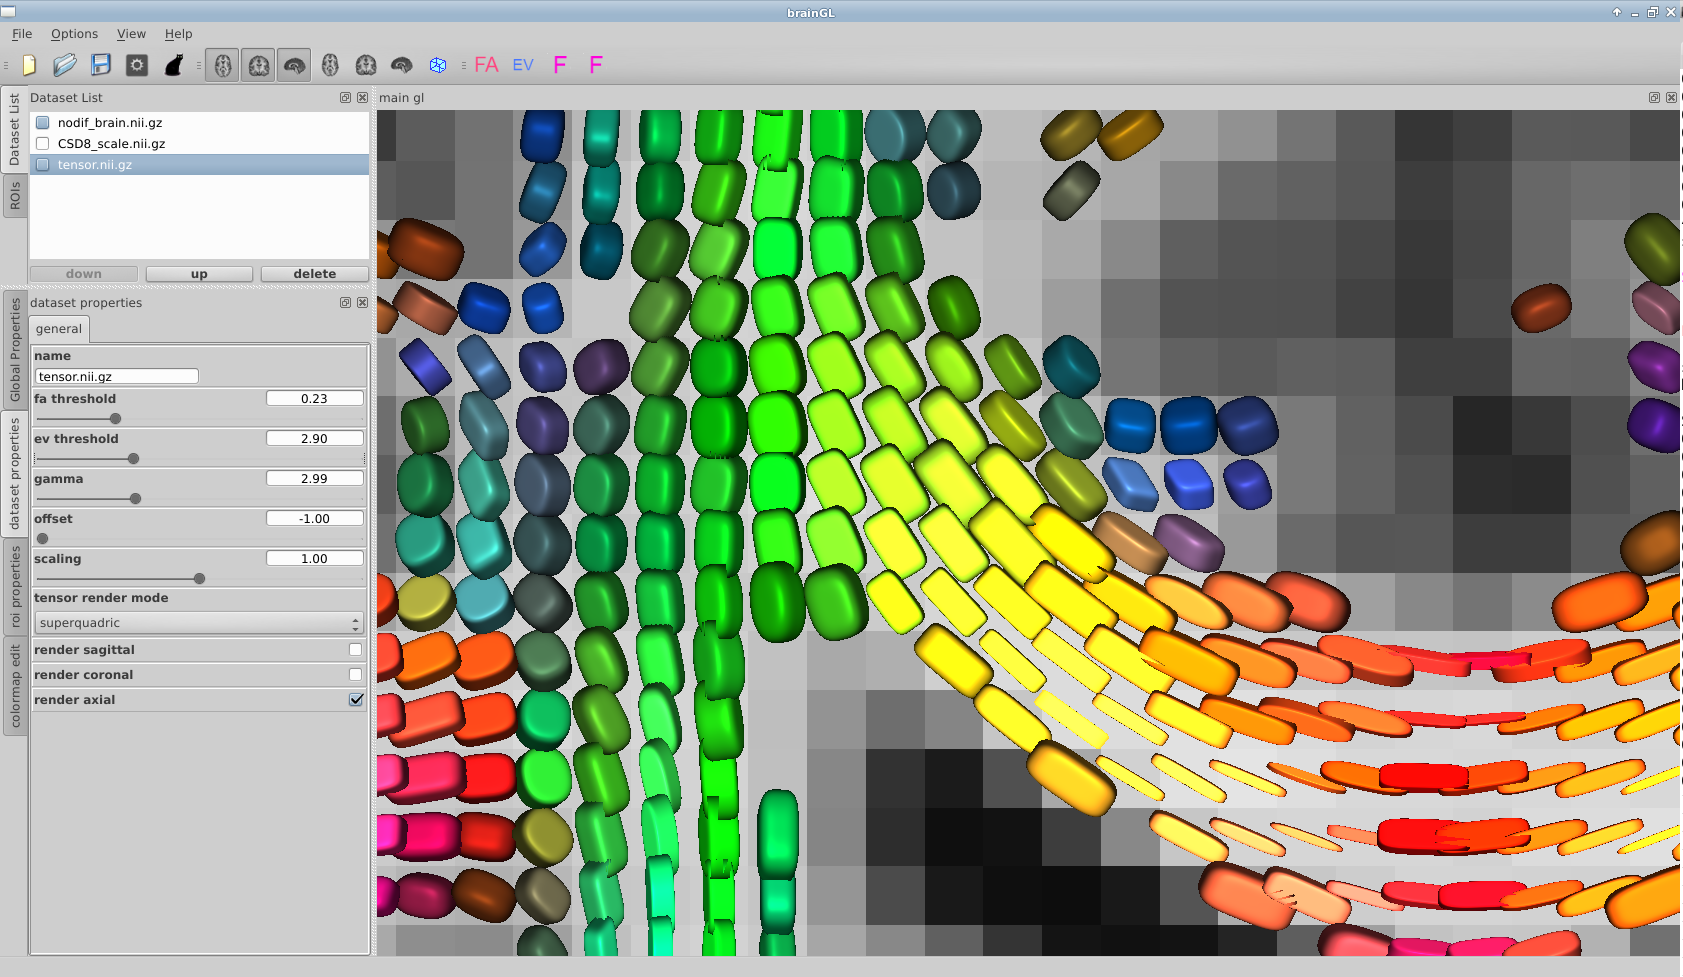 brainGL
File Options View Help
FA EV F F
Dataset List
ROIs
Global Properties
dataset properties
roi properties
colormap edit
Dataset List
nodif_brain.nii.gz
CSD8_scale.nii.gz
tensor.nii.gz
down up delete
dataset properties
general
name
tensor.nii.gz
fa threshold 0.23
ev threshold 2.90
gamma 2.99
offset -1.00
scaling 1.00
tensor render mode
superquadric
render sagittal
render coronal
render axial
main gl